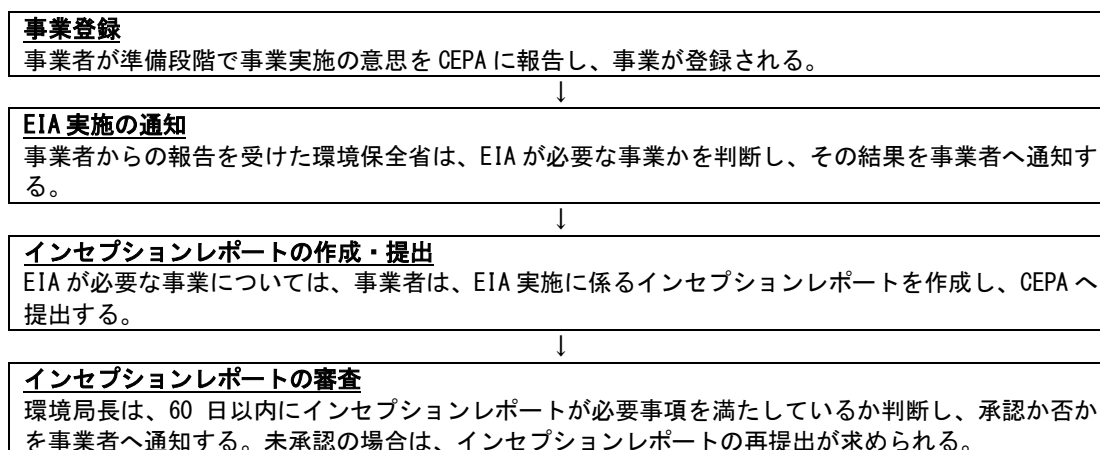 事業登録
事業者が準備段階で事業実施の意思を CEPA に報告し、事業が登録される。
↓
EIA 実施の通知
事業者からの報告を受けた環境保全省は、EIA が必要な事業かを判断し、その結果を事業者へ通知す
る。
↓
インセプションレポートの作成・提出
EIA が必要な事業については、事業者は、EIA 実施に係るインセプションレポートを作成し、CEPA へ
提出する。
↓
インセプションレポートの審査
環境局長は、60 日以内にインセプションレポートが必要事項を満たしているか判断し、承認か否か
を事業者へ通知する。未承認の場合は、インセプションレポートの再提出が求められる。